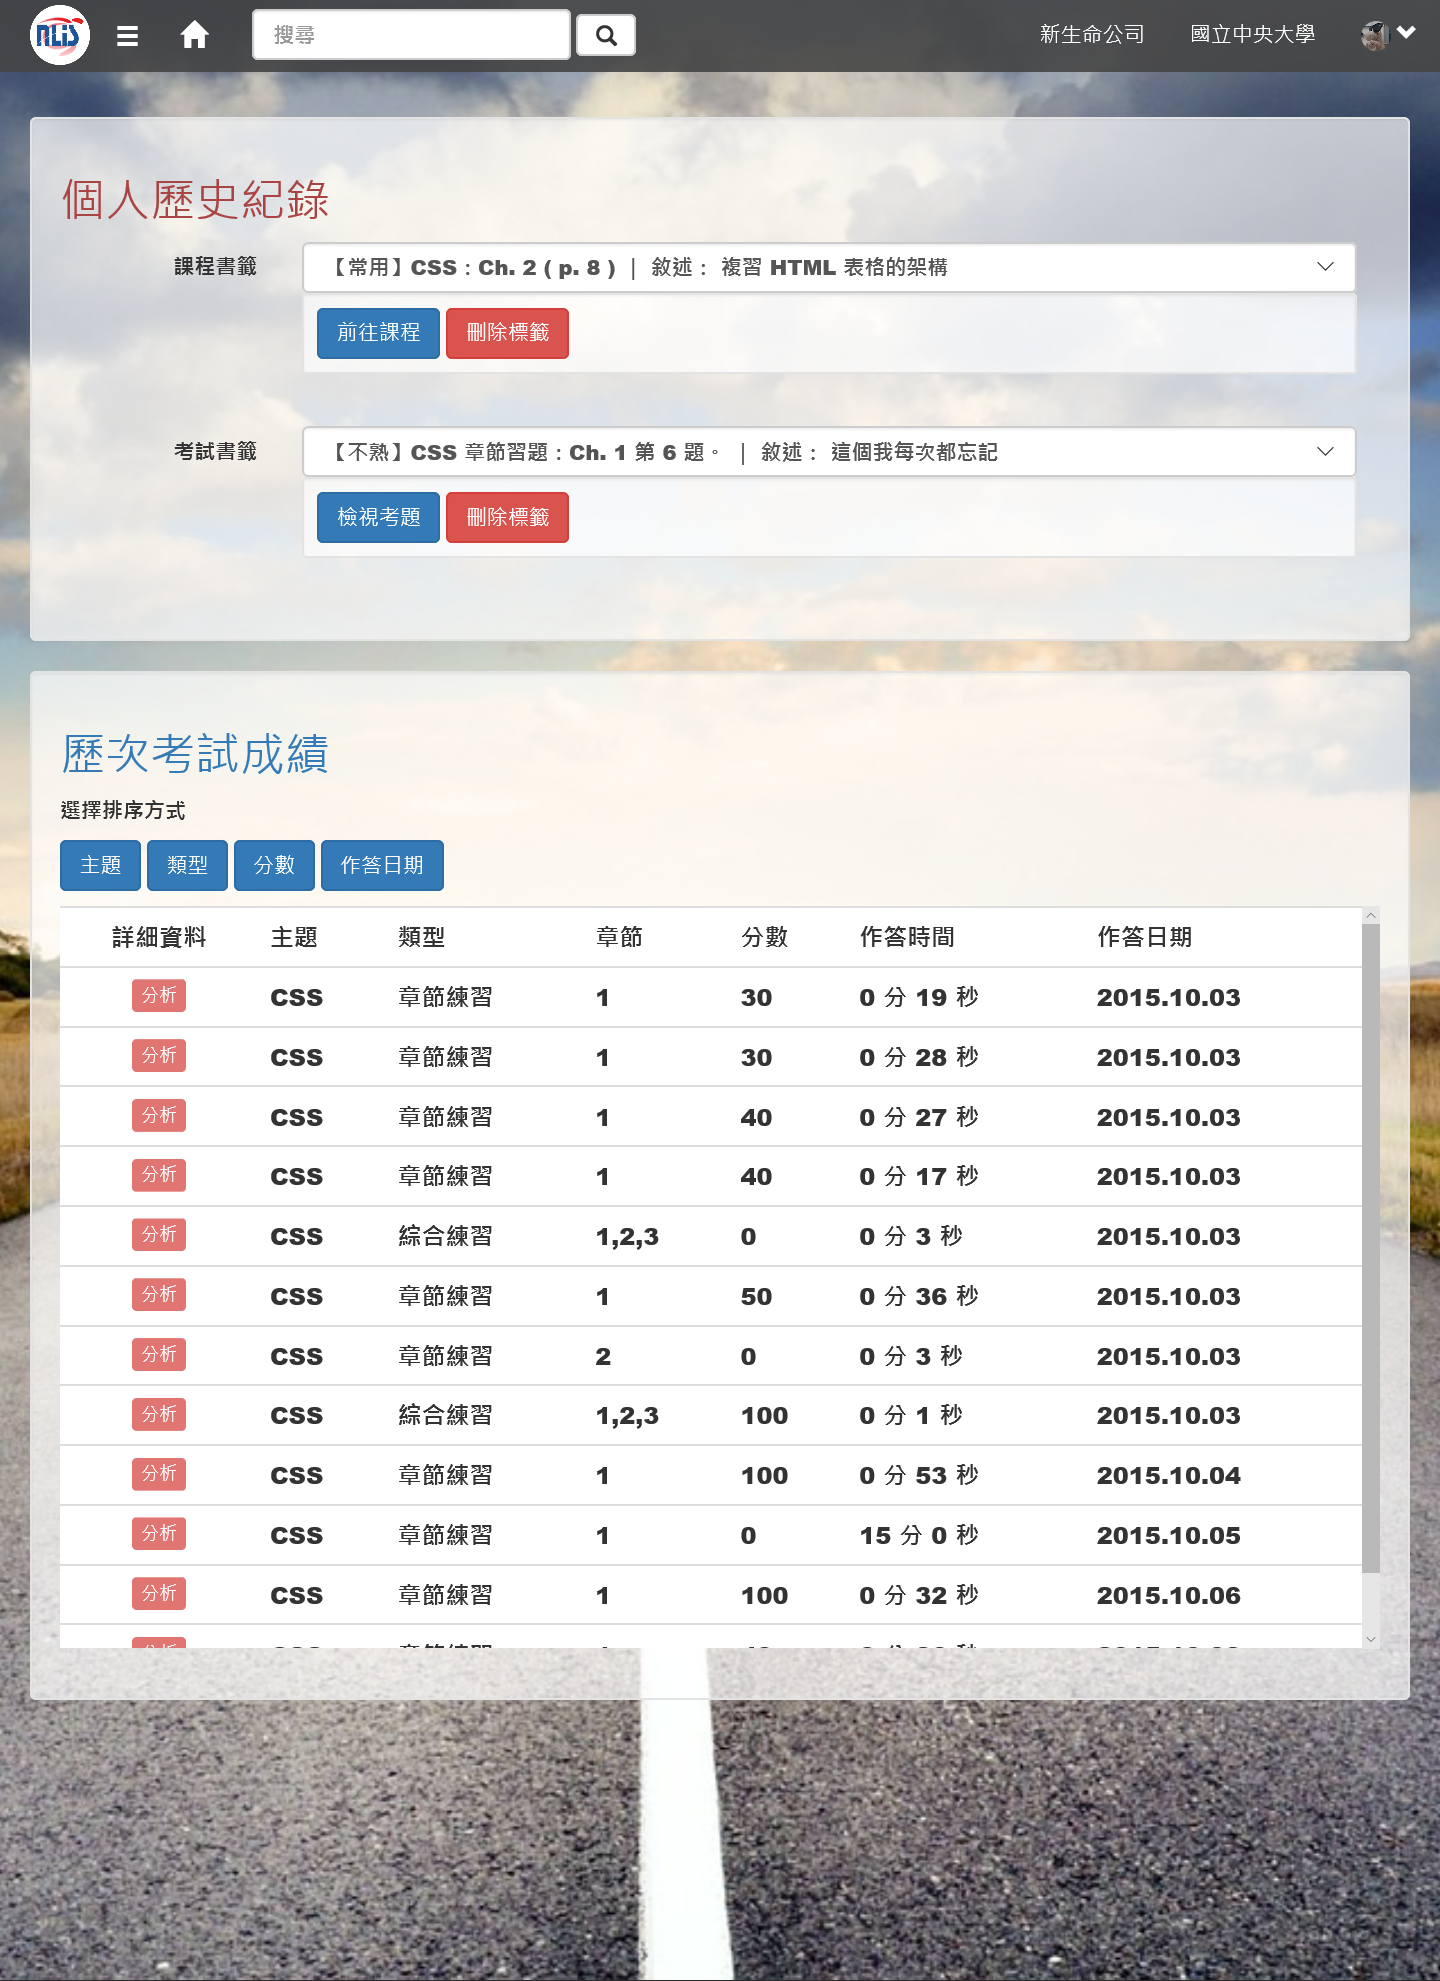 NLiS
搜尋
新生命公司 國立中央大學
個人歷史紀錄
課程書籤 【常用】CSS : Ch. 2 ( p. 8 ) | 敘述： 複習 HTML 表格的架構
前往課程 刪除標籤
考試書籤 【不熟】CSS 章節習題 : Ch. 1 第 6 題。 | 敘述： 這個我每次都忘記
檢視考題 刪除標籤
歷次考試成績
選擇排序方式
主題 類型 分數 作答日期
詳細資料 主題 類型 章節 分數 作答時間 作答日期
分析 CSS 章節練習 1 30 0 分 19 秒 2015.10.03
分析 CSS 章節練習 1 30 0 分 28 秒 2015.10.03
分析 CSS 章節練習 1 40 0 分 27 秒 2015.10.03
分析 CSS 章節練習 1 40 0 分 17 秒 2015.10.03
分析 CSS 綜合練習 1,2,3 0 0 分 3 秒 2015.10.03
分析 CSS 章節練習 1 50 0 分 36 秒 2015.10.03
分析 CSS 章節練習 2 0 0 分 3 秒 2015.10.03
分析 CSS 綜合練習 1,2,3 100 0 分 1 秒 2015.10.03
分析 CSS 章節練習 1 100 0 分 53 秒 2015.10.04
分析 CSS 章節練習 1 0 15 分 0 秒 2015.10.05
分析 CSS 章節練習 1 100 0 分 32 秒 2015.10.06